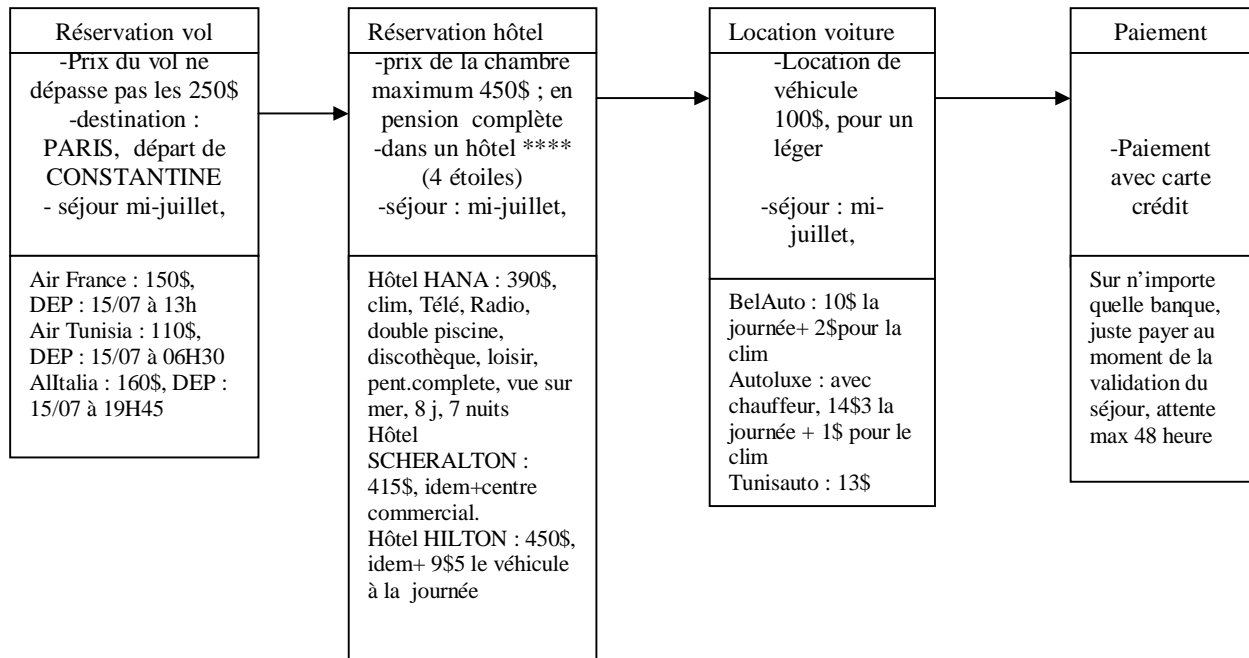 Réservation vol
-Prix du vol ne
dépasse pas les 250$
-destination :
PARIS, départ de
CONSTANTINE
- séjour mi-juillet,
Air France : 150$,
DEP : 15/07 à 13h
Air Tunisia : 110$,
DEP : 15/07 à 06H30
AlItalia : 160$, DEP :
15/07 à 19H45
Réservation hôtel
-prix de la chambre
maximum 450$ ; en
pension complète
-dans un hôtel ****
(4 étoiles)
-séjour : mi-juillet,
Hôtel HANA : 390$,
clim, Télé, Radio,
double piscine,
discothèque, loisir,
pent.complete, vue sur
mer, 8 j, 7 nuits
Hôtel
SCHERALTON :
415$, idem+centre
commercial.
Hôtel HILTON : 450$,
idem+ 9$5 le véhicule
à la journée
Location voiture
-Location de
véhicule
100$, pour un
léger
-séjour : mi-
juillet,
BelAuto : 10$ la
journée+ 2$pour la
clim
Autoluxe : avec
chauffeur, 14$3 la
journée + 1$ pour le
clim
Tunisauto : 13$
Paiement
-Paiement
avec carte
crédit
Sur n’importe
quelle banque,
juste payer au
moment de la
validation du
séjour, attente
max 48 heure